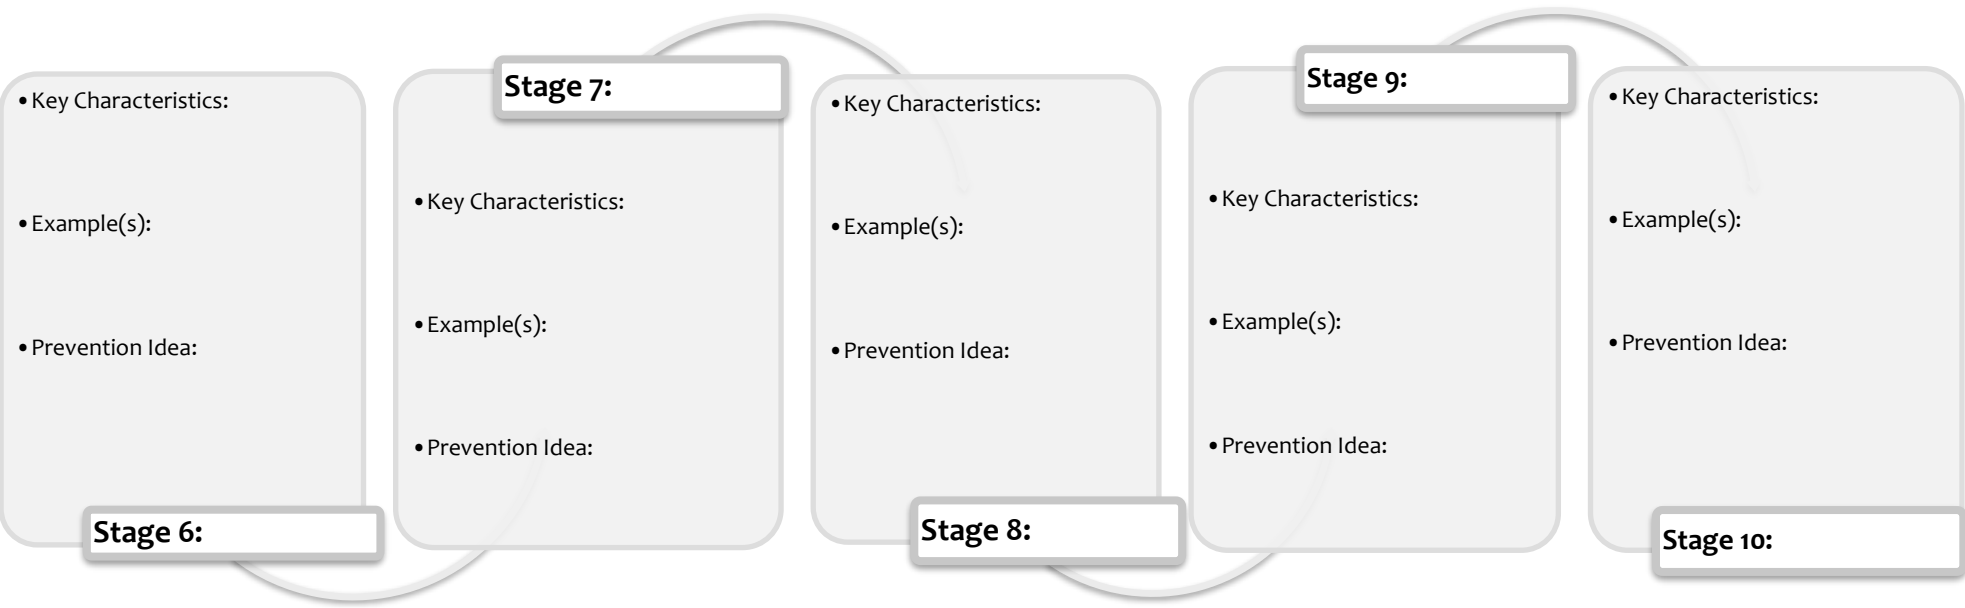 • Key Characteristics:
• Example(s):
• Prevention Idea:
Stage 6:
Stage 7:
• Key Characteristics:
• Example(s):
• Prevention Idea:
• Key Characteristics:
• Example(s):
• Prevention Idea:
Stage 8:
Stage 9:
• Key Characteristics:
• Example(s):
• Prevention Idea:
• Key Characteristics:
• Example(s):
• Prevention Idea:
Stage 10: